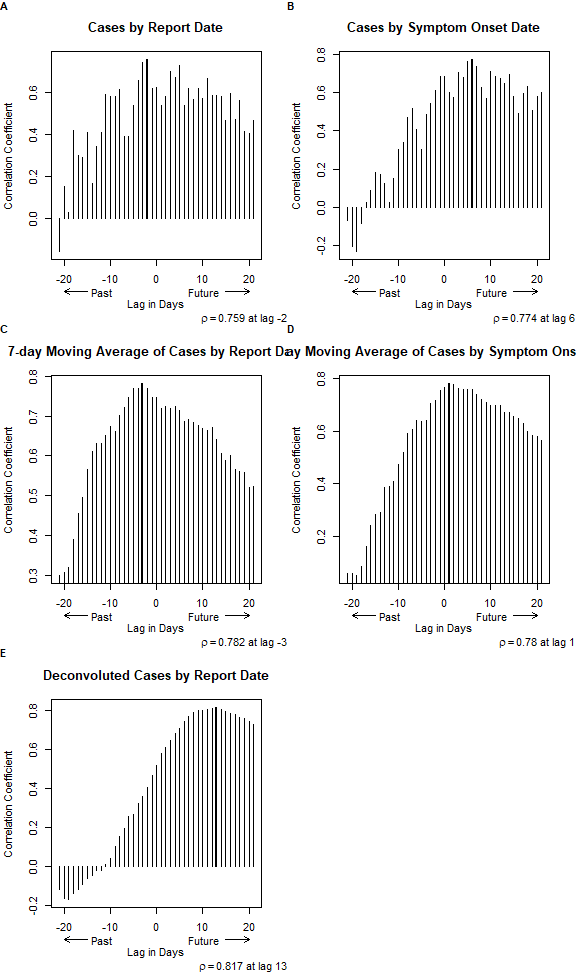 A
Cases by Report Date
Correlation Coefficient
0.0 0.2 0.4 0.6
-20 -10 0 10 20
Past Future
Lag in Days
ρ = 0.759 at lag -2
B
Cases by Symptom Onset Date
Correlation Coefficient
-0.2 0.0 0.2 0.4 0.6 0.8
-20 -10 0 10 20
Past Future
Lag in Days
ρ = 0.774 at lag 6
C
7-day Moving Average of Cases by Report Da
Correlation Coefficient
0.3 0.4 0.5 0.6 0.7 0.8
-20 -10 0 10 20
Past Future
Lag in Days
ρ = 0.782 at lag -3
D
ay Moving Average of Cases by Symptom Ons
Correlation Coefficient
0.2 0.4 0.6 0.8
-20 -10 0 10 20
Past Future
Lag in Days
ρ = 0.78 at lag 1
E
Deconvoluted Cases by Report Date
Correlation Coefficient
-0.2 0.0 0.2 0.4 0.6 0.8
-20 -10 0 10 20
Past Future
Lag in Days
ρ = 0.817 at lag 13